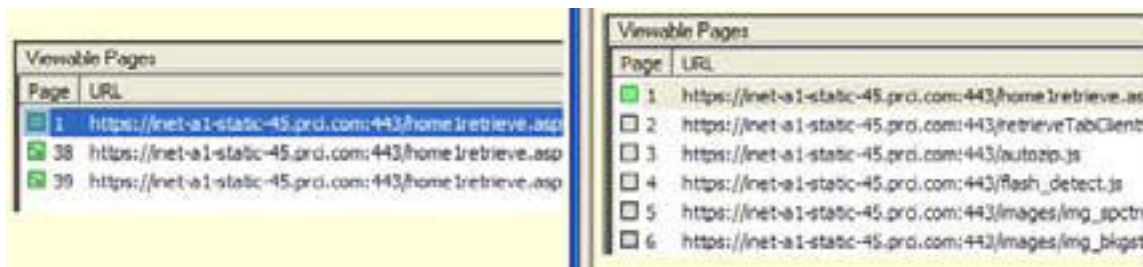 Viewable Pages
Page URL
1 https://inet-a1-static-45.prci.com:443/home1retrieve.asp
38 https://inet-a1-static-45.prci.com:443/home1retrieve.asp
39 https://inet-a1-static-45.prci.com:443/home1retrieve.asp
Viewable Pages
Page URL
1 https://inet-a1-static-45.prci.com:443/home1retrieve.as
2 https://inet-a1-static-45.prci.com:443/retrieveTabClients
3 https://inet-a1-static-45.prci.com:443/autozip.js
4 https://inet-a1-static-45.prci.com:443/flash_detect.js
5 https://inet-a1-static-45.prci.com:443/images/img_spctr
6 https://inet-a1-static-45.prci.com:443/images/img_bkgst